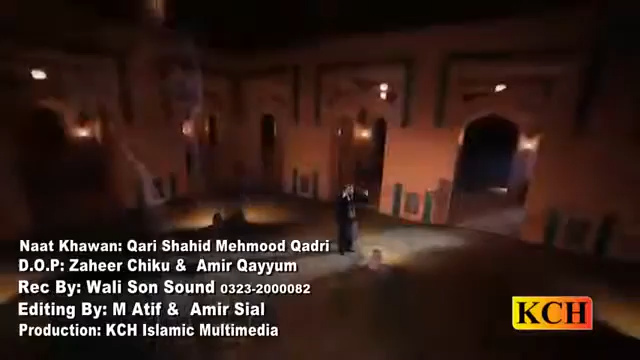 Naat Khawan: Qari Shahid Mehmood Qadri
D.O.P: Zaheer Chiku & Amir Qayyum
Rec By: Wali Son Sound 0323-2000082
Editing By: M Atif & Amir Sial
Production: KCH Islamic Multimedia
KCH